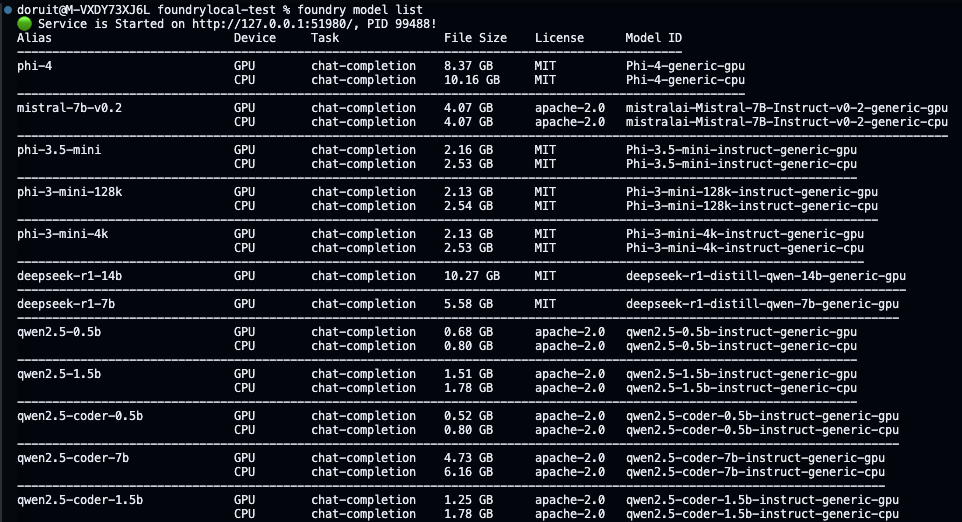 doruit@M-VXDY73XJ6L foundrylocal-test % foundry model list
🟢 Service is Started on http://127.0.0.1:51980/, PID 99488!
Alias Device Task File Size License Model ID
phi-4 GPU chat-completion 8.37 GB MIT Phi-4-generic-gpu
CPU chat-completion 10.16 GB MIT Phi-4-generic-cpu
mistral-7b-v0.2 GPU chat-completion 4.07 GB apache-2.0 mistralai-Mistral-7B-Instruct-v0-2-generic-gpu
CPU chat-completion 4.07 GB apache-2.0 mistralai-Mistral-7B-Instruct-v0-2-generic-cpu
phi-3.5-mini GPU chat-completion 2.16 GB MIT Phi-3.5-mini-instruct-generic-gpu
CPU chat-completion 2.53 GB MIT Phi-3.5-mini-instruct-generic-cpu
phi-3-mini-128k GPU chat-completion 2.13 GB MIT Phi-3-mini-128k-instruct-generic-gpu
CPU chat-completion 2.54 GB MIT Phi-3-mini-128k-instruct-generic-cpu
phi-3-mini-4k GPU chat-completion 2.13 GB MIT Phi-3-mini-4k-instruct-generic-gpu
CPU chat-completion 2.53 GB MIT Phi-3-mini-4k-instruct-generic-cpu
deepseek-r1-14b GPU chat-completion 10.27 GB MIT deepseek-r1-distill-qwen-14b-generic-gpu
deepseek-r1-7b GPU chat-completion 5.58 GB MIT deepseek-r1-distill-qwen-7b-generic-gpu
qwen2.5-0.5b GPU chat-completion 0.68 GB apache-2.0 qwen2.5-0.5b-instruct-generic-gpu
CPU chat-completion 0.80 GB apache-2.0 qwen2.5-0.5b-instruct-generic-cpu
qwen2.5-1.5b GPU chat-completion 1.51 GB apache-2.0 qwen2.5-1.5b-instruct-generic-gpu
CPU chat-completion 1.78 GB apache-2.0 qwen2.5-1.5b-instruct-generic-cpu
qwen2.5-coder-0.5b GPU chat-completion 0.52 GB apache-2.0 qwen2.5-coder-0.5b-instruct-generic-gpu
CPU chat-completion 0.80 GB apache-2.0 qwen2.5-coder-0.5b-instruct-generic-cpu
qwen2.5-coder-7b GPU chat-completion 4.73 GB apache-2.0 qwen2.5-coder-7b-instruct-generic-gpu
CPU chat-completion 6.16 GB apache-2.0 qwen2.5-coder-7b-instruct-generic-cpu
qwen2.5-coder-1.5b GPU chat-completion 1.25 GB apache-2.0 qwen2.5-coder-1.5b-instruct-generic-gpu
CPU chat-completion 1.78 GB apache-2.0 qwen2.5-coder-1.5b-instruct-generic-cpu